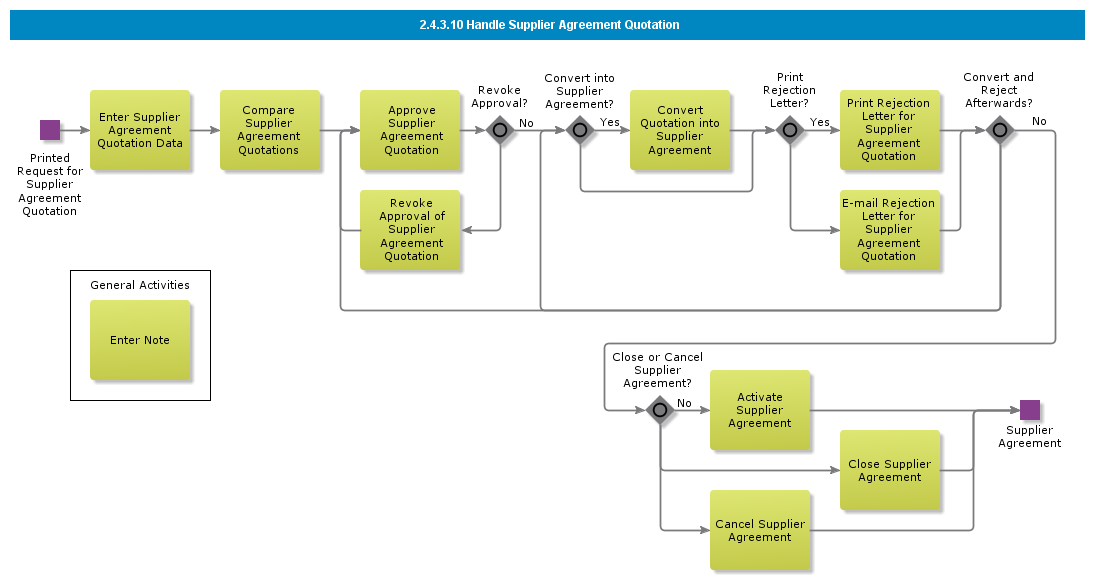 2.4.3.10 Handle Supplier Agreement Quotation
Printed
Request for
Supplier
Agreement
Quotation
Enter Supplier
Agreement
Quotation Data
Compare
Supplier
Agreement
Quotations
Approve
Supplier
Agreement
Quotation
Revoke
Approval of
Supplier
Agreement
Quotation
Revoke
Approval?
No
Convert into
Supplier
Agreement?
Yes
Convert
Quotation into
Supplier
Agreement
Print
Rejection
Letter?
Yes
Print Rejection
Letter for
Supplier
Agreement
Quotation
E-mail Rejection
Letter for
Supplier
Agreement
Quotation
Convert and
Reject
Afterwards?
No
General Activities
Enter Note
Close or Cancel
Supplier
Agreement?
No
Activate
Supplier
Agreement
Close Supplier
Agreement
Cancel Supplier
Agreement
Supplier
Agreement